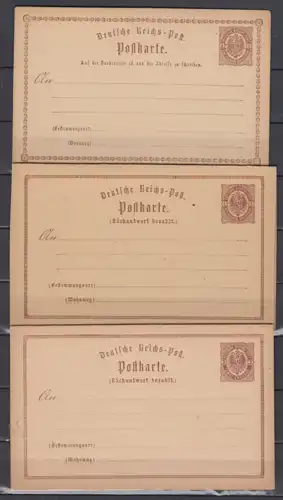 Deutsche Reichs-Post.
Postkarte.
Auf der Vorderseite ist nur die Adresse zu schreiben.
An
(Bestimmungsort)
(Wohnung)
Deutsche Reichs-Post.
Postkarte.
(Rückantwort bezahlt.)
An
(Bestimmungsort)
(Wohnung)
Deutsche Reichs-Post.
Postkarte.
(Rückantwort bezahlt.)
An
(Bestimmungsort)
(Wohnung)